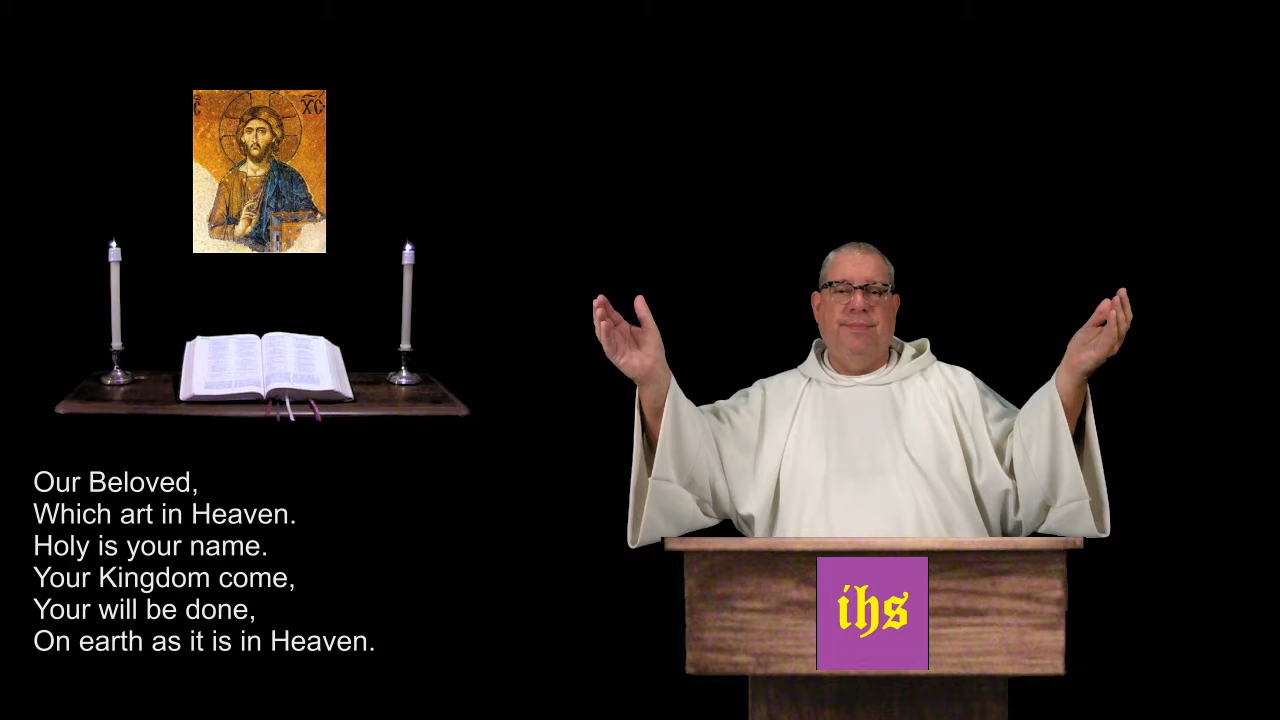 ΧC
Our Beloved,
Which art in Heaven.
Holy is your name.
Your Kingdom come,
Your will be done,
On earth as it is in Heaven.
ihs